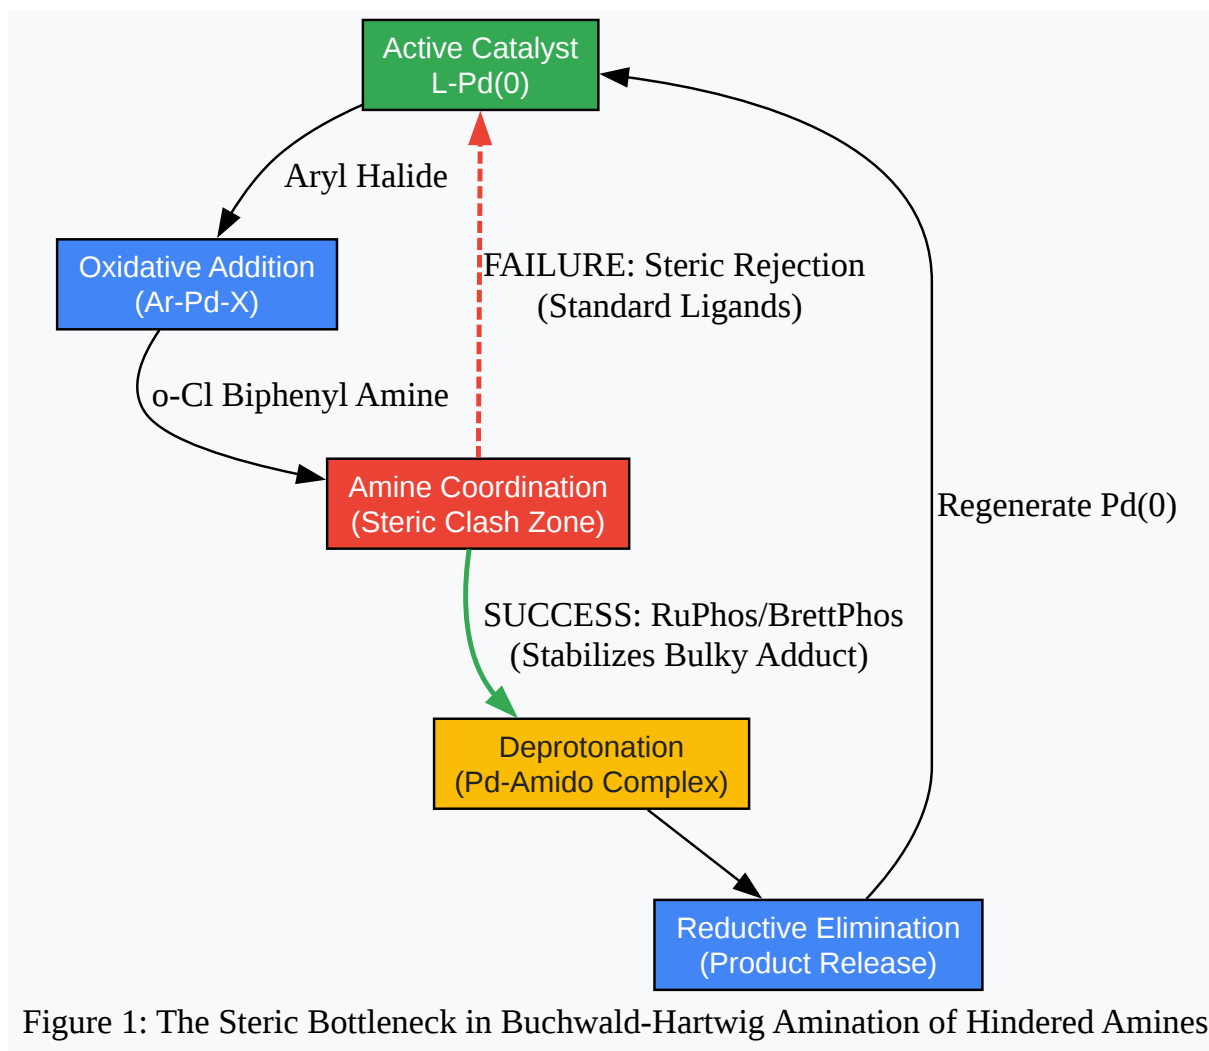 Active Catalyst
L-Pd(0)
Aryl Halide
Oxidative Addition
(Ar-Pd-X)
FAILURE: Steric Rejection
(Standard Ligands)
o-Cl Biphenyl Amine
Amine Coordination
(Steric Clash Zone)
Regenerate Pd(0)
SUCCESS: RuPhos/BrettPhos
(Stabilizes Bulky Adduct)
Deprotonation
(Pd-Amido Complex)
Reductive Elimination
(Product Release)
Figure 1: The Steric Bottleneck in Buchwald-Hartwig Amination of Hindered Amines